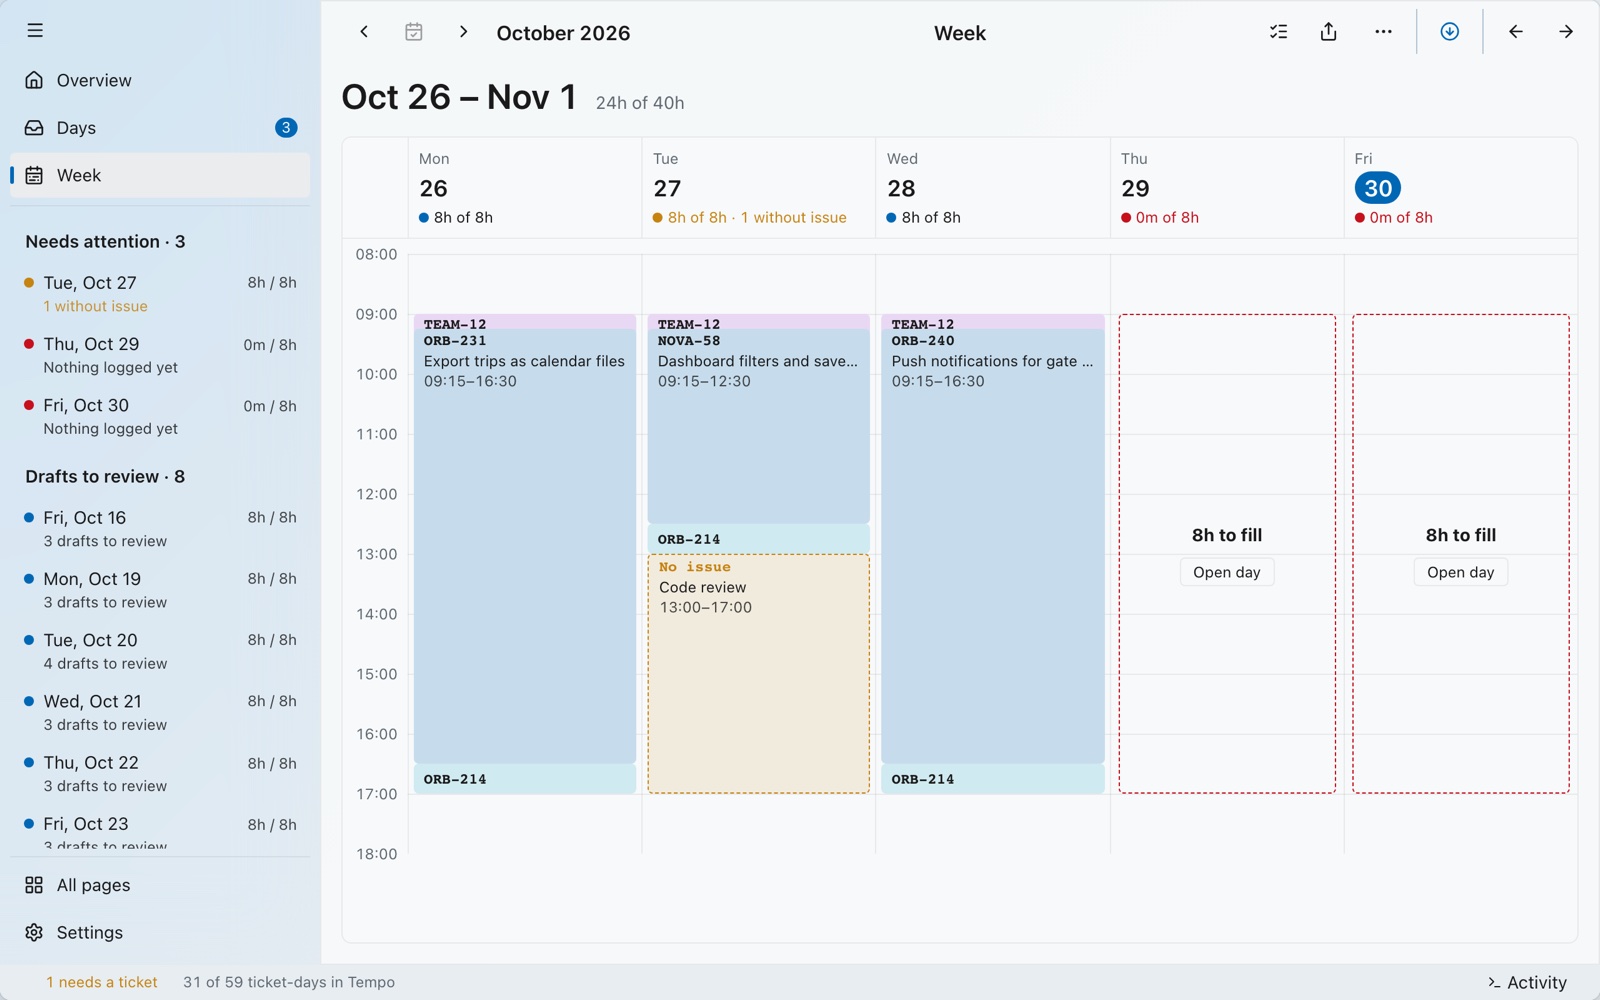 October 2026
Week
Overview
Days
3
Week
Needs attention · 3
Tue, Oct 27
8h / 8h
1 without issue
Thu, Oct 29
0m / 8h
Nothing logged yet
Fri, Oct 30
0m / 8h
Nothing logged yet
Drafts to review · 8
Fri, Oct 16
8h / 8h
3 drafts to review
Mon, Oct 19
8h / 8h
3 drafts to review
Tue, Oct 20
8h / 8h
4 drafts to review
Wed, Oct 21
8h / 8h
3 drafts to review
Thu, Oct 22
8h / 8h
3 drafts to review
Fri, Oct 23
8h / 8h
3 drafts to review
All pages
Settings
Oct 26 – Nov 1
24h of 40h
Mon
26
8h of 8h
Tue
27
8h of 8h · 1 without issue
Wed
28
8h of 8h
Thu
29
0m of 8h
Fri
30
0m of 8h
08:00
09:00
10:00
11:00
12:00
13:00
14:00
15:00
16:00
17:00
18:00
TEAM-12
ORB-231
Export trips as calendar files
09:15–16:30
ORB-214
TEAM-12
NOVA-58
Dashboard filters and save...
09:15–12:30
ORB-214
No issue
Code review
13:00–17:00
TEAM-12
ORB-240
Push notifications for gate ...
09:15–16:30
ORB-214
8h to fill
Open day
8h to fill
Open day
1 needs a ticket
31 of 59 ticket-days in Tempo
Activity